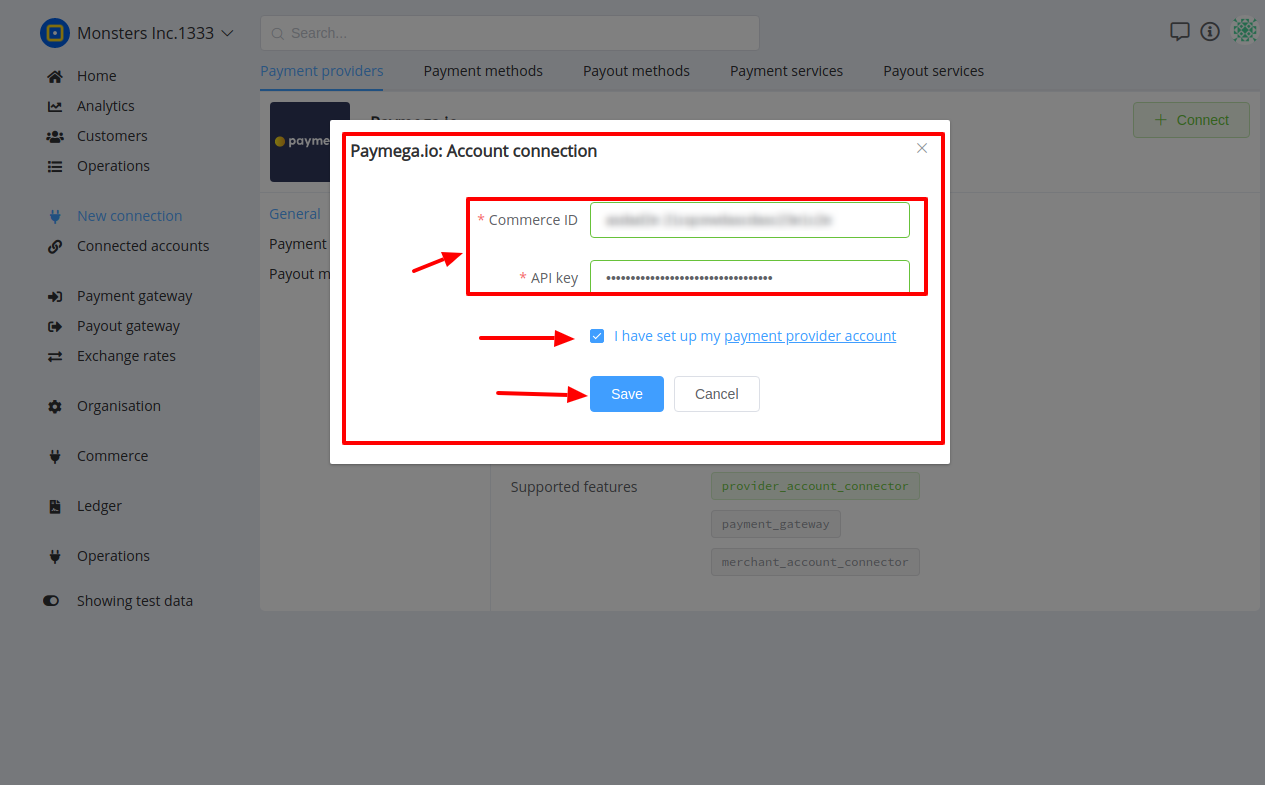 Monsters Inc.1333
Search...
Home
Analytics
Customers
Operations
New connection
Connected accounts
Payment gateway
Payout gateway
Exchange rates
Organisation
Commerce
Ledger
Operations
Showing test data
Payment providers Payment methods Payout methods Payment services Payout services
+ Connect
General
Payment
Payout m
Paymega.io: Account connection
* Commerce ID
* API key
I have set up my payment provider account
Save Cancel
Supported features
provider_account_connector
payment_gateway
merchant_account_connector